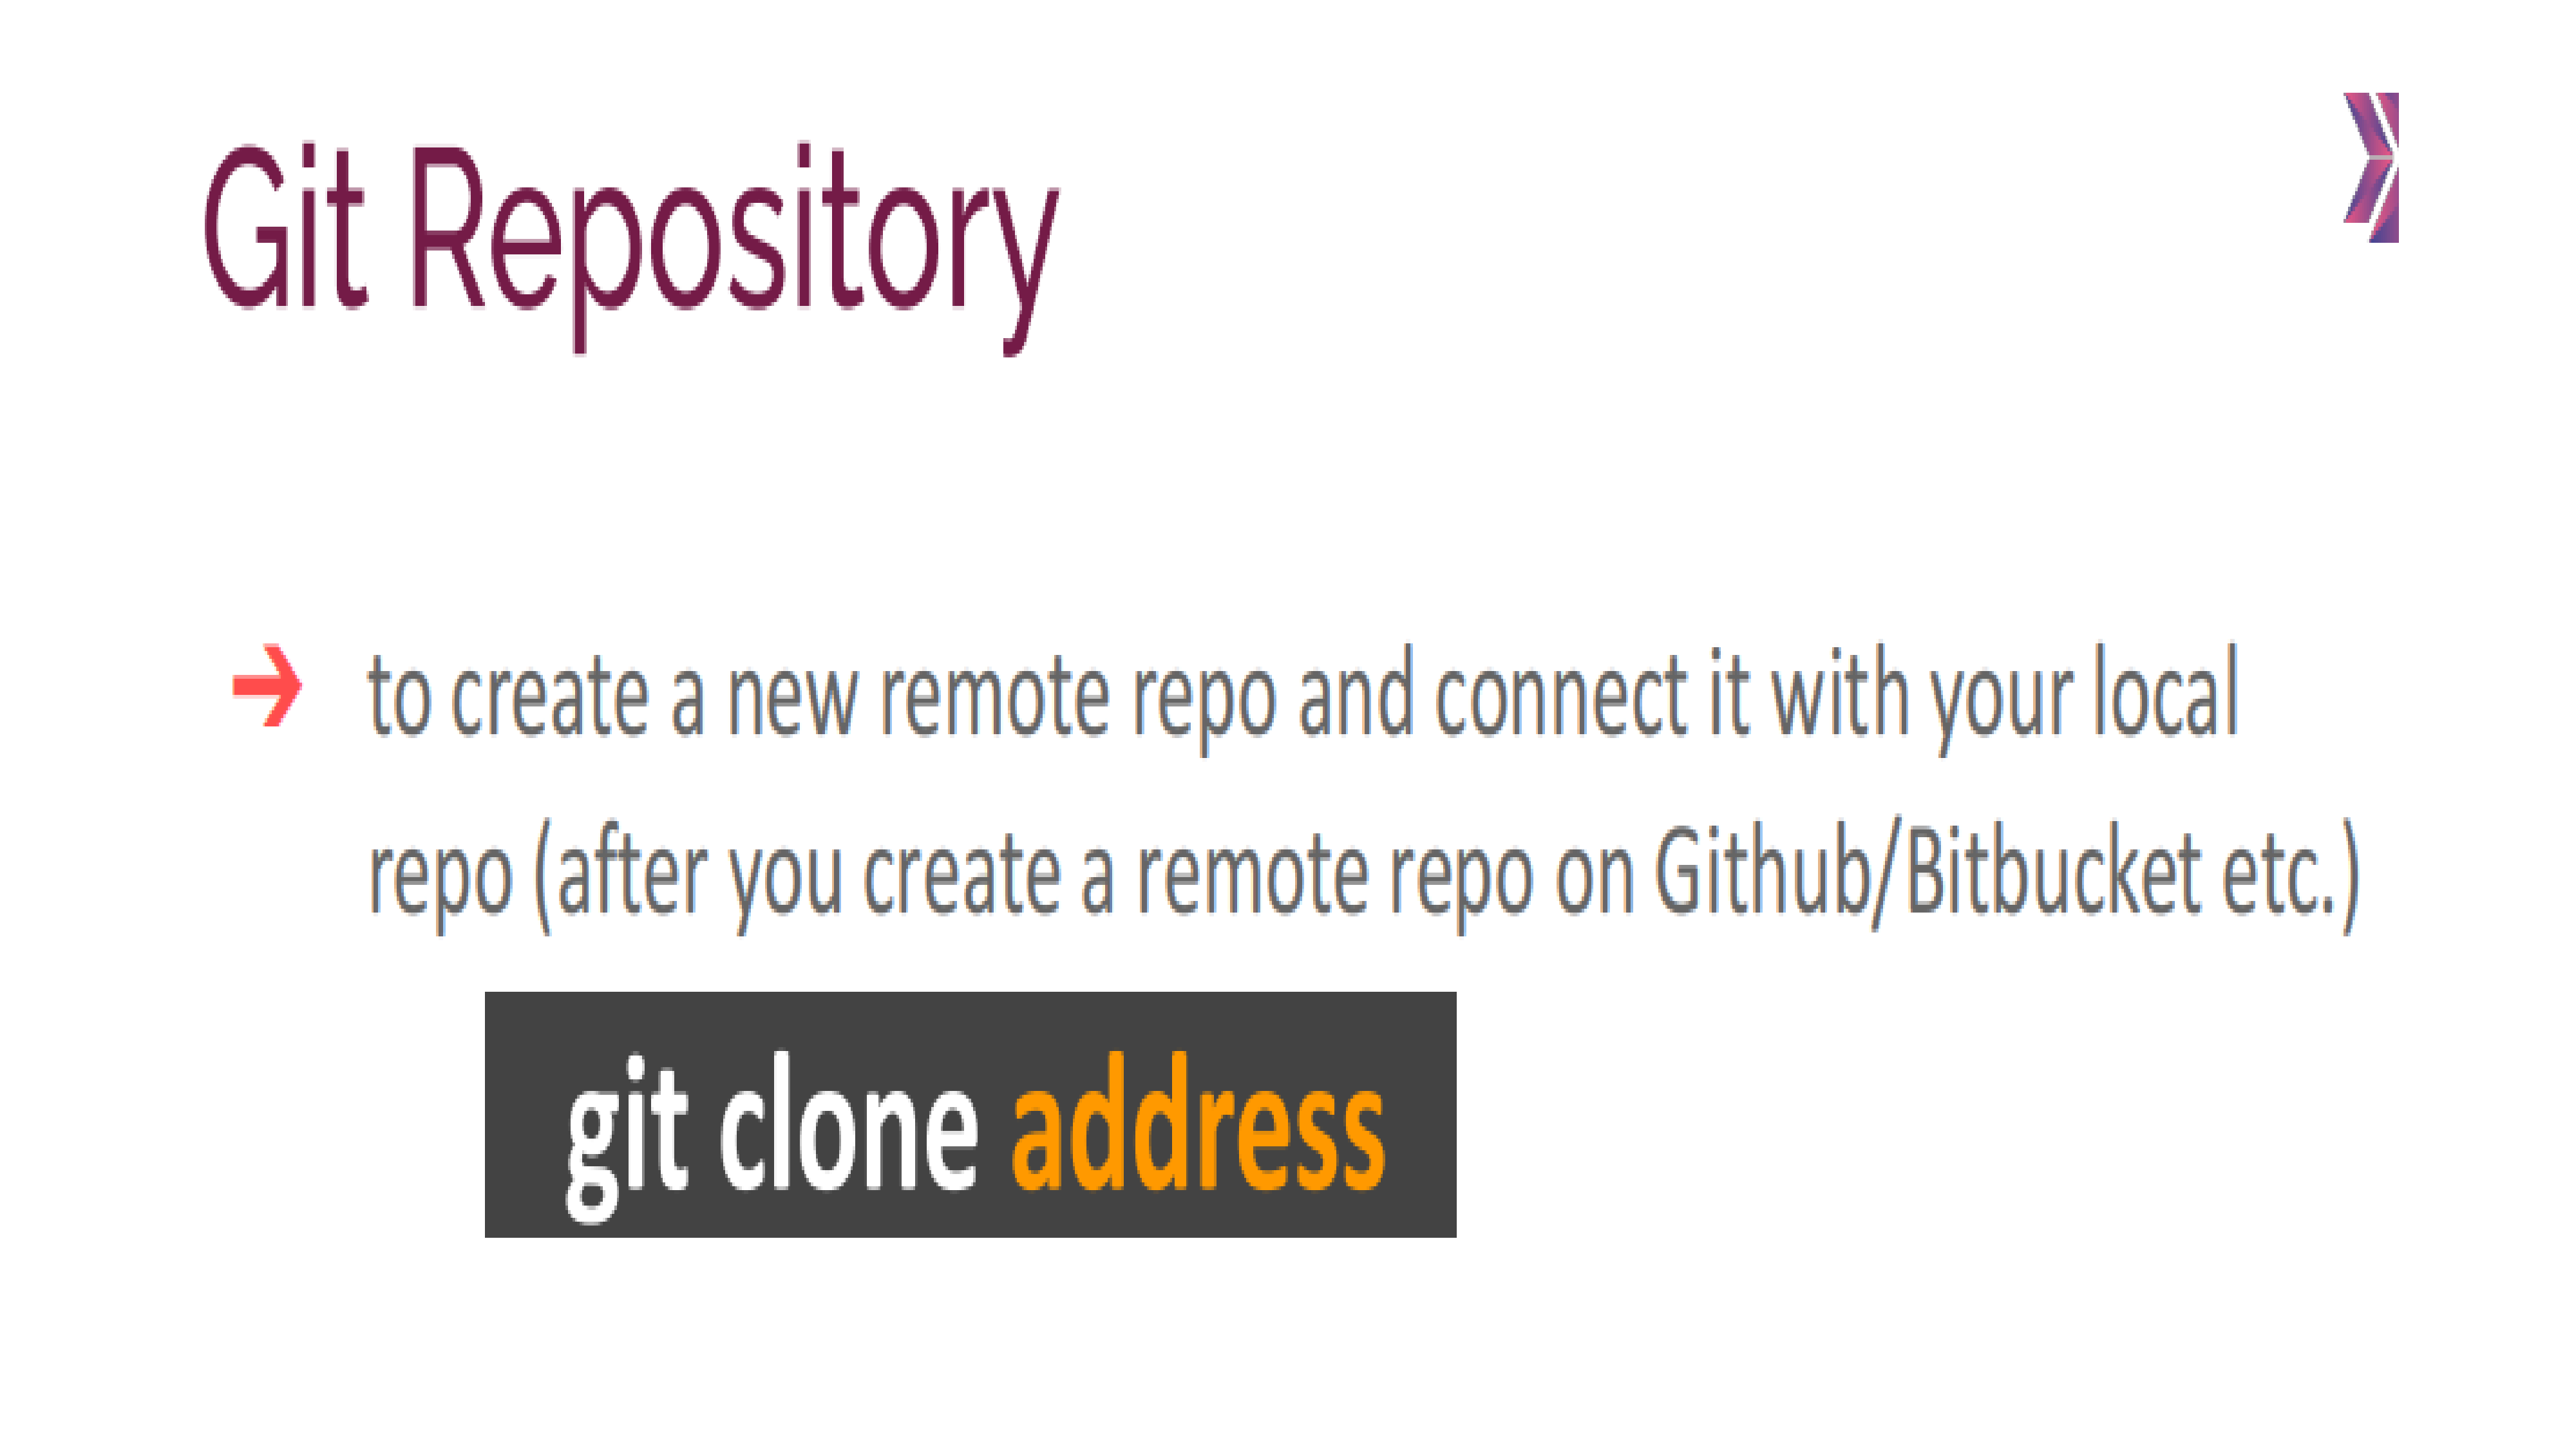 Git Repository
→ to create a new remote repo and connect it with your local
repo (after you create a remote repo on Github/Bitbucket etc.)
git clone address